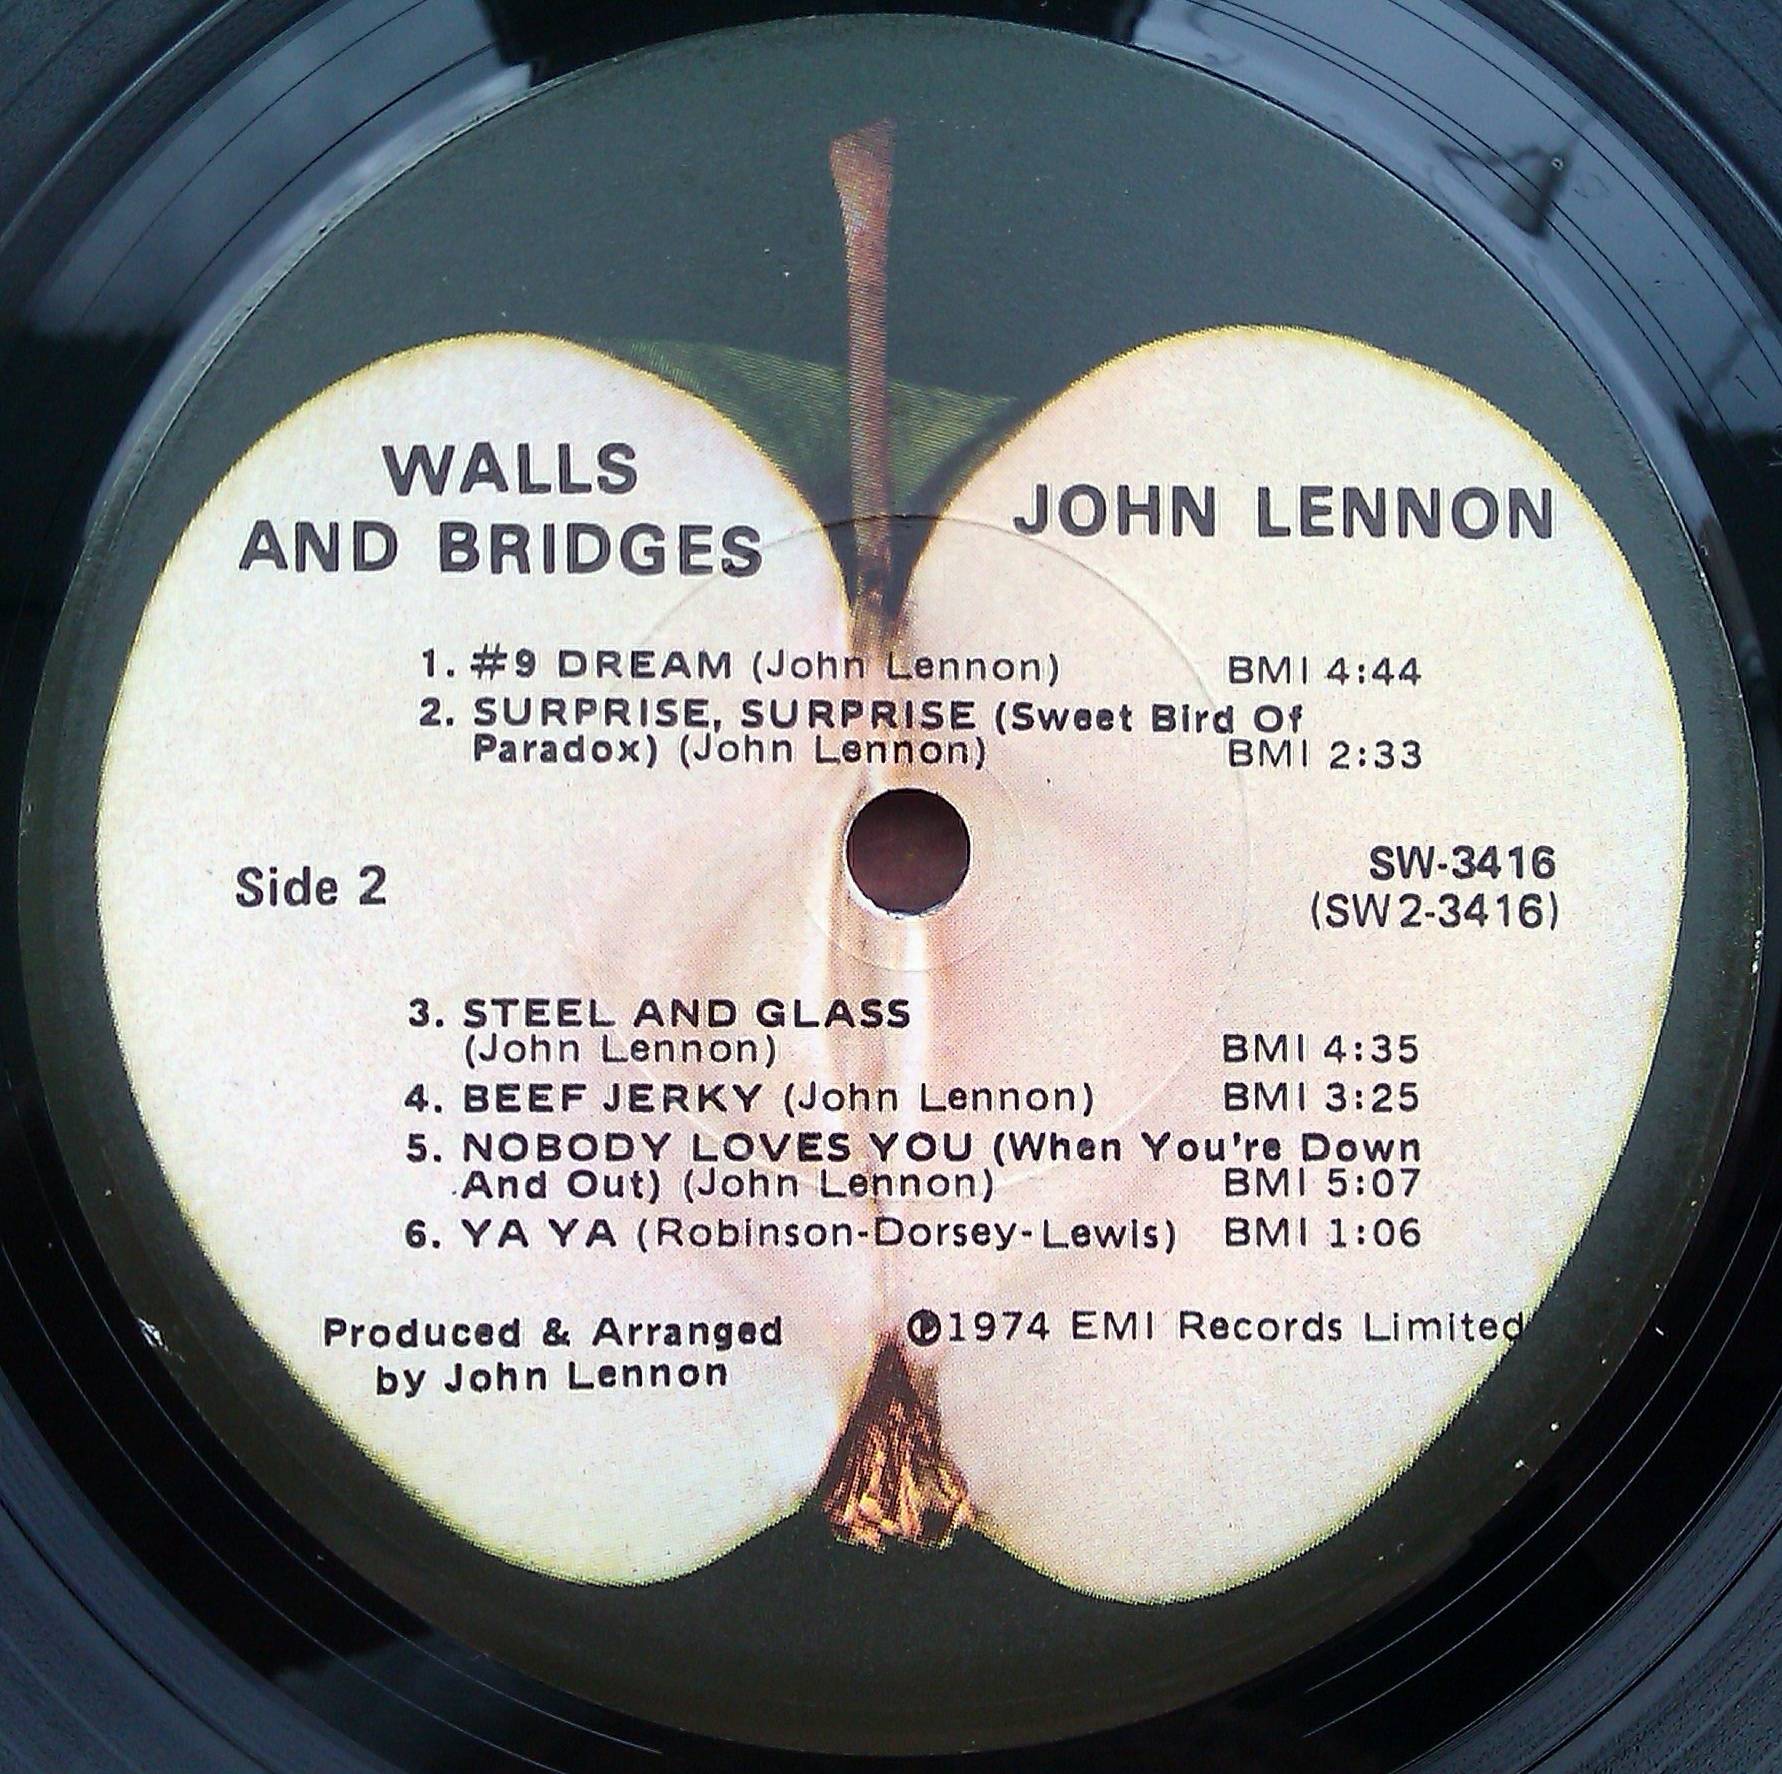 WALLS
AND BRIDGES
JOHN LENNON
1. #9 DREAM (John Lennon) BMI 4:44
2. SURPRISE, SURPRISE (Sweet Bird Of
Paradox) (John Lennon) BMI 2:33
Side 2
SW-3416
(SW2-3416)
3. STEEL AND GLASS
(John Lennon) BMI 4:35
4. BEEF JERKY (John Lennon) BMI 3:25
5. NOBODY LOVES YOU (When You're Down
And Out) (John Lennon) BMI 5:07
6. YA YA (Robinson-Dorsey-Lewis) BMI 1:06
Produced & Arranged
by John Lennon
℗1974 EMI Records Limited